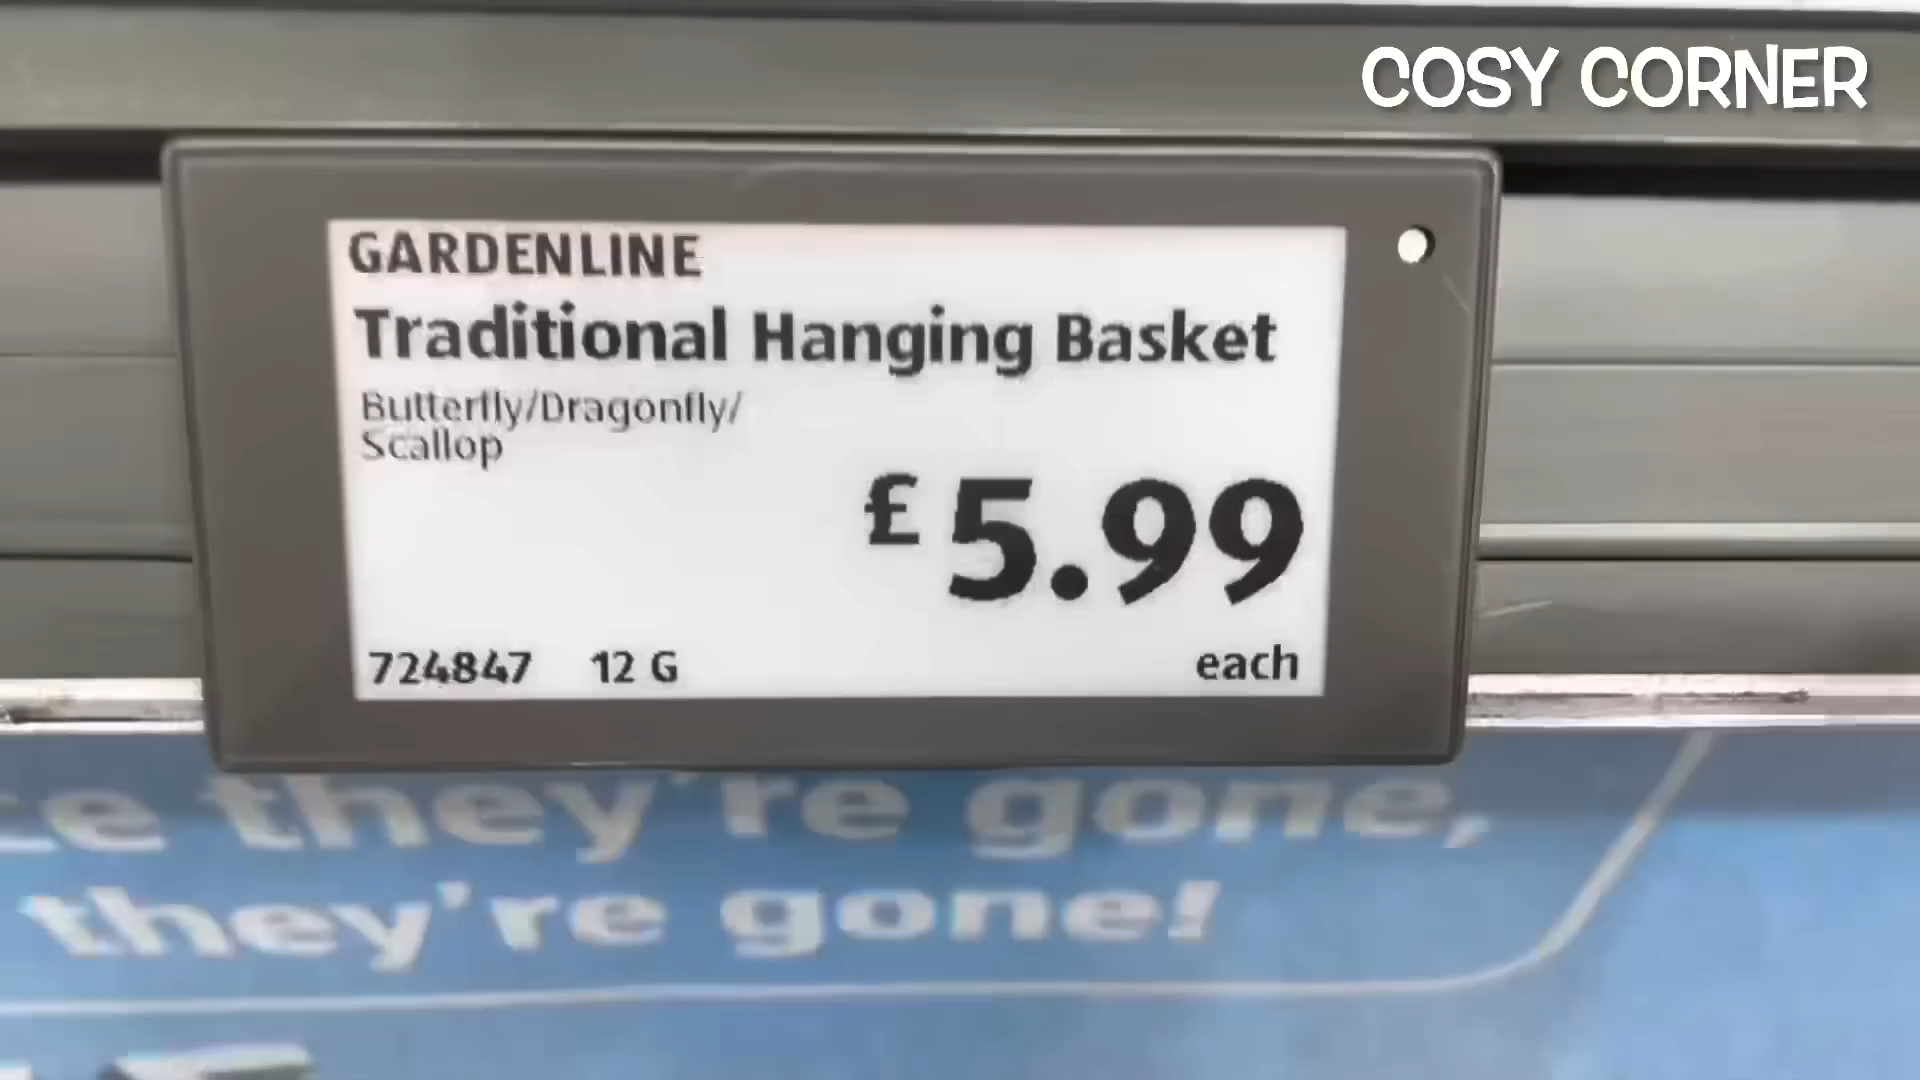 COSY CORNER
GARDENLINE
Traditional Hanging Basket
Butterfly/Dragonfly/
Scallop
£5.99
724847 12 G each
they're gone,
they're gone!